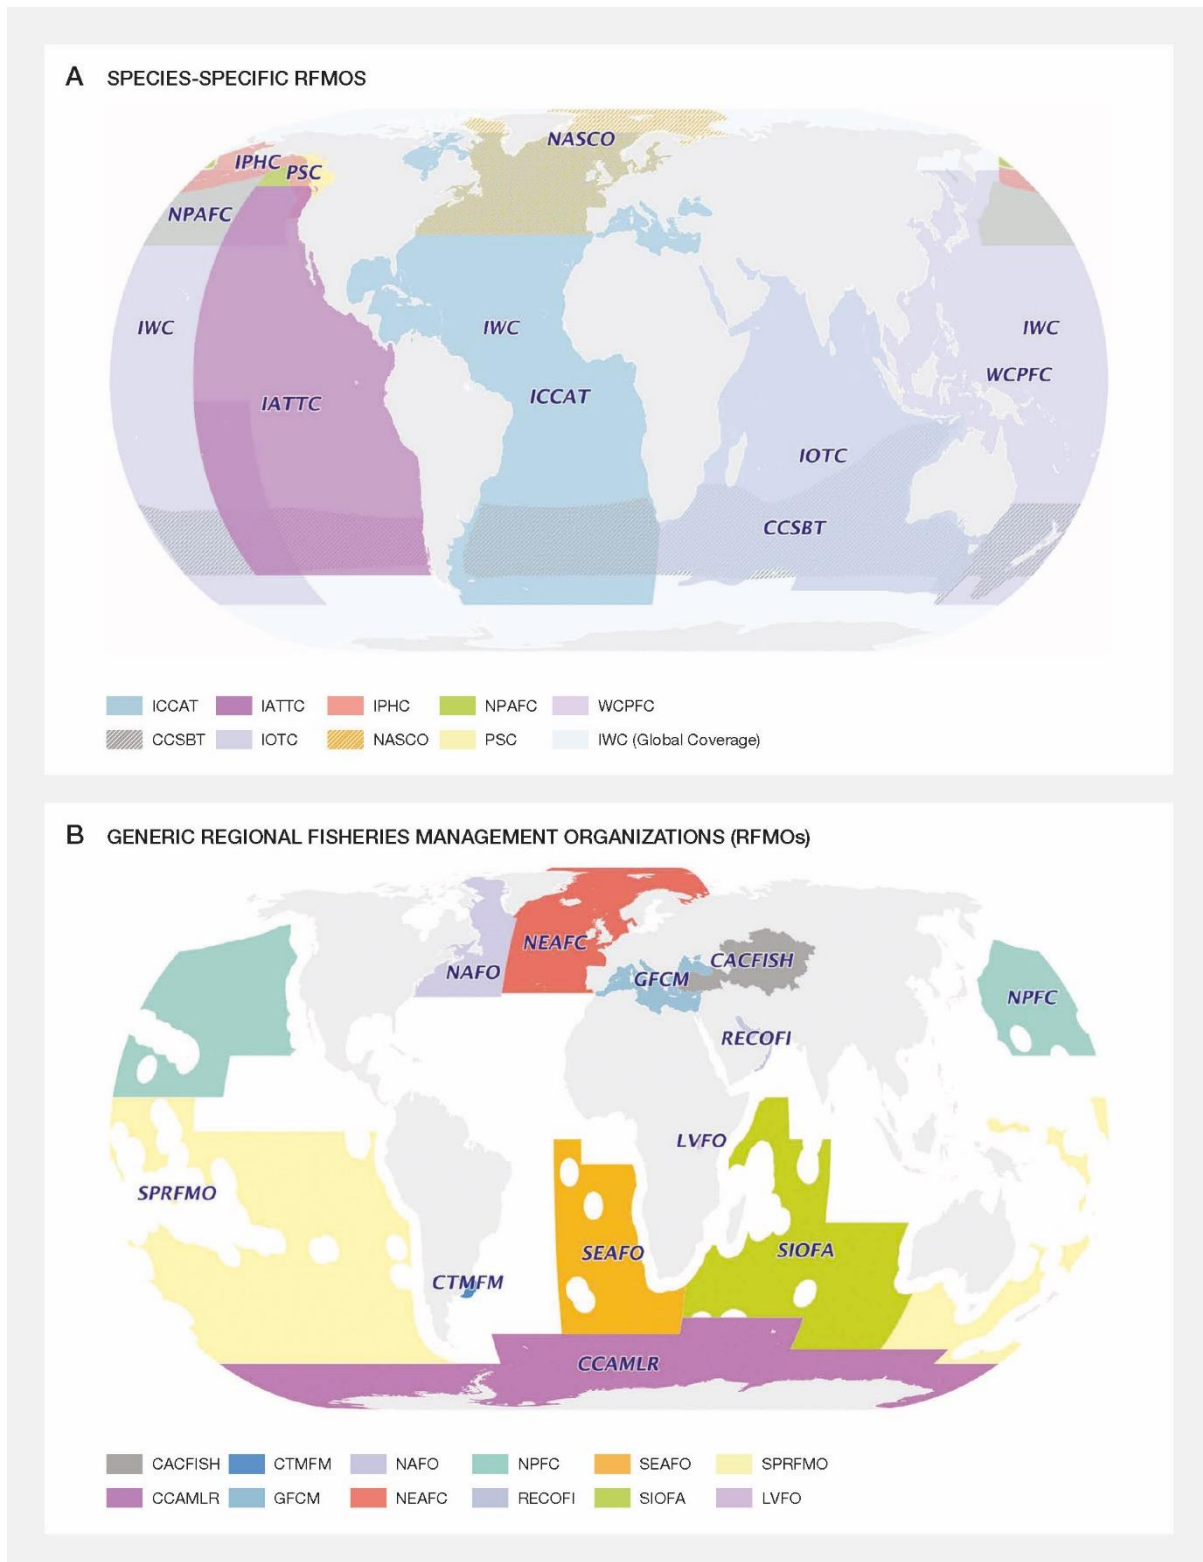 A SPECIES-SPECIFIC RFMOS
NASCO
IPHC
PSC
NPAFC
IWC
IWC
IWC
WCPFC
ICCAT
IATTC
IOTC
CCSBT
ICCAT IATTC IPHC NPAFC WCPFC
CCSBT IOTC NASCO PSC IWC (Global Coverage)
B GENERIC REGIONAL FISHERIES MANAGEMENT ORGANIZATIONS (RFMOs)
NEAFC
CACFISH
NAFO
GFCM
NPFC
RECOFI
LVFO
SPRFMO
SEAFO
SIOFA
CTMFM
CCAMLR
CACFISH CTMFM NAFO NPFC SEAFO SPRFMO
CCAMLR GFCM NEAFC RECOFI SIOFA LVFO